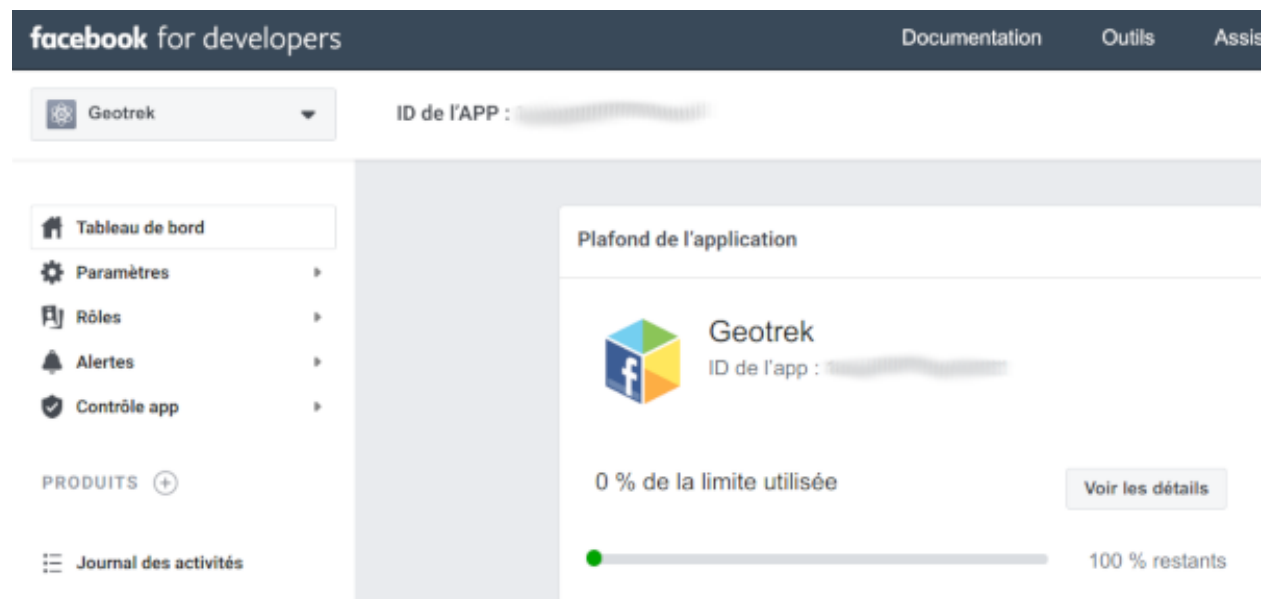 facebook for developers Documentation Outils
Geotrek ID de l'APP :
Tableau de bord
Plafond de l'application
Paramètres
Rôles
Alertes
Contrôle app
Geotrek
ID de l'app :
PRODUITS
0 % de la limite utilisée Voir les détails
Journal des activités
100 % restants